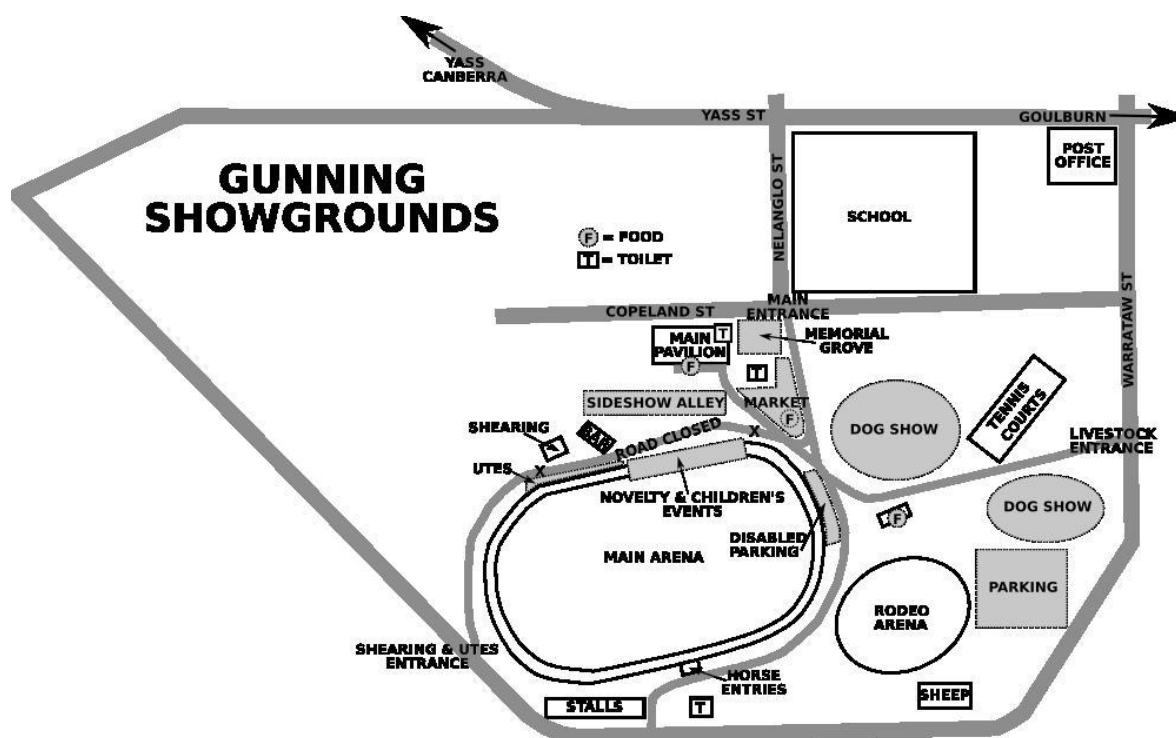 YASS
CANBERRA
YASS ST
GOULBURN
POST
OFFICE
GUNNING
SHOWGROUNDS
NELANGLO ST
SCHOOL
F = FOOD
T = TOILET
WARRATAW ST
COPELAND ST
MAIN
ENTRANCE
MAIN
PAVILION
T
F
MEMORIAL
GROVE
T
SIDESHOW ALLEY
MARKET
F
TENNIS
COURTS
DOG SHOW
LIVESTOCK
ENTRANCE
SHEARING
BAR
ROAD CLOSED
X
X
UTES
NOVELTY & CHILDREN'S
EVENTS
DISABLED
PARKING
F
DOG SHOW
MAIN ARENA
PARKING
RODEO
ARENA
SHEARING & UTES
ENTRANCE
HORSE
ENTRIES
STALLS
T
SHEEP